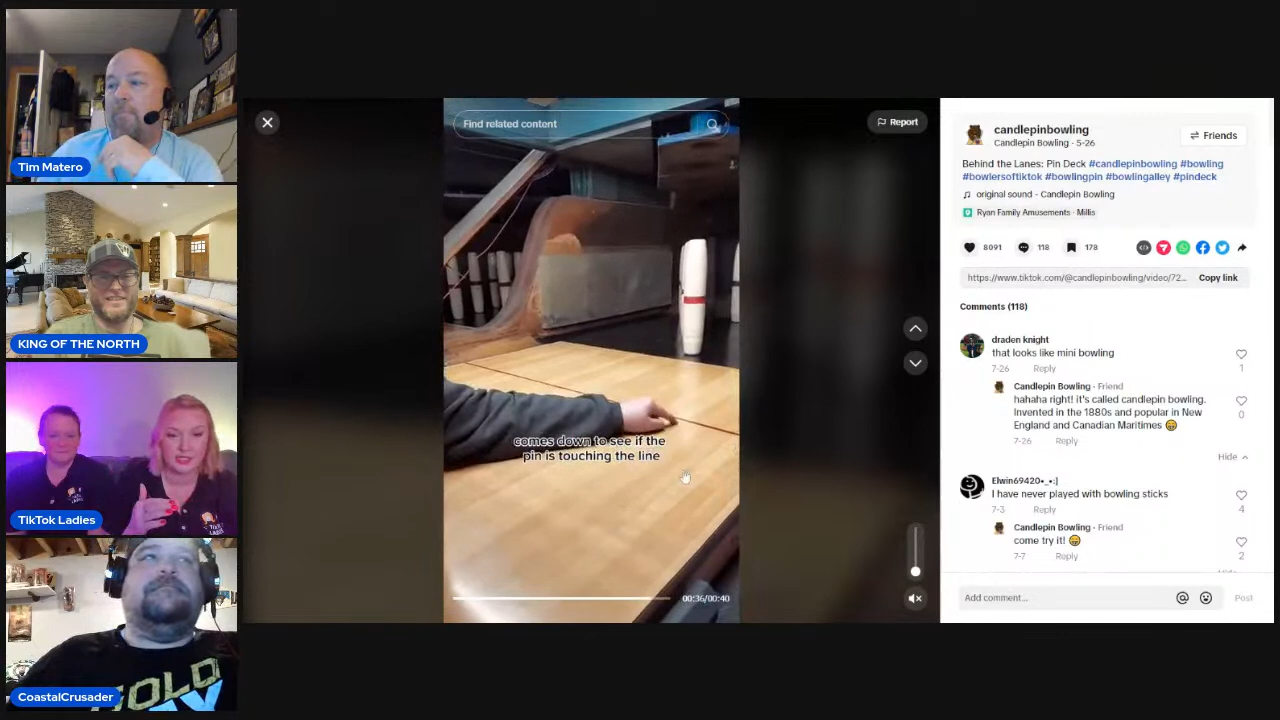 Tim Matero
KING OF THE NORTH
TikTok Ladies
CoastalCrusader
GOLD
Find related content
Report
comes down to see if the
pin is touching the line
00:36/00:40
candlepinbowling
Candlepin Bowling · 5-26
Friends
Behind the Lanes: Pin Deck #candlepinbowling #bowling
#bowlersoftiktok #bowlingpin #bowlingalley #pindeck
original sound - Candlepin Bowling
Ryan Family Amusements · Millis
8091
118
178
https://www.tiktok.com/@candlepinbowling/video/72...
Copy link
Comments (118)
draden knight
that looks like mini bowling
7-26 Reply
1
Candlepin Bowling · Friend
hahaha right! it's called candlepin bowling.
Invented in the 1880s and popular in New
England and Canadian Maritimes 😁
0
7-26 Reply
Hide
Elwin69420•_•:]
I have never played with bowling sticks
4
7-3 Reply
Candlepin Bowling · Friend
come try it! 😁
2
7-7 Reply
Hide
Add comment...
Post